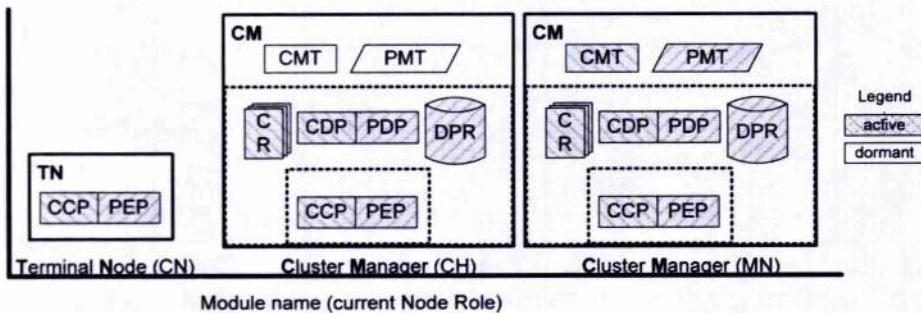 CM
CMT PMT
C R
CDP PDP
DPR
CCP PEP
CM
CMT PMT
C R
CDP PDP
DPR
CCP PEP
Legend
active
dormant
TN
CCP PEP
Terminal Node (CN)
Cluster Manager (CH)
Cluster Manager (MN)
Module name (current Node Role)